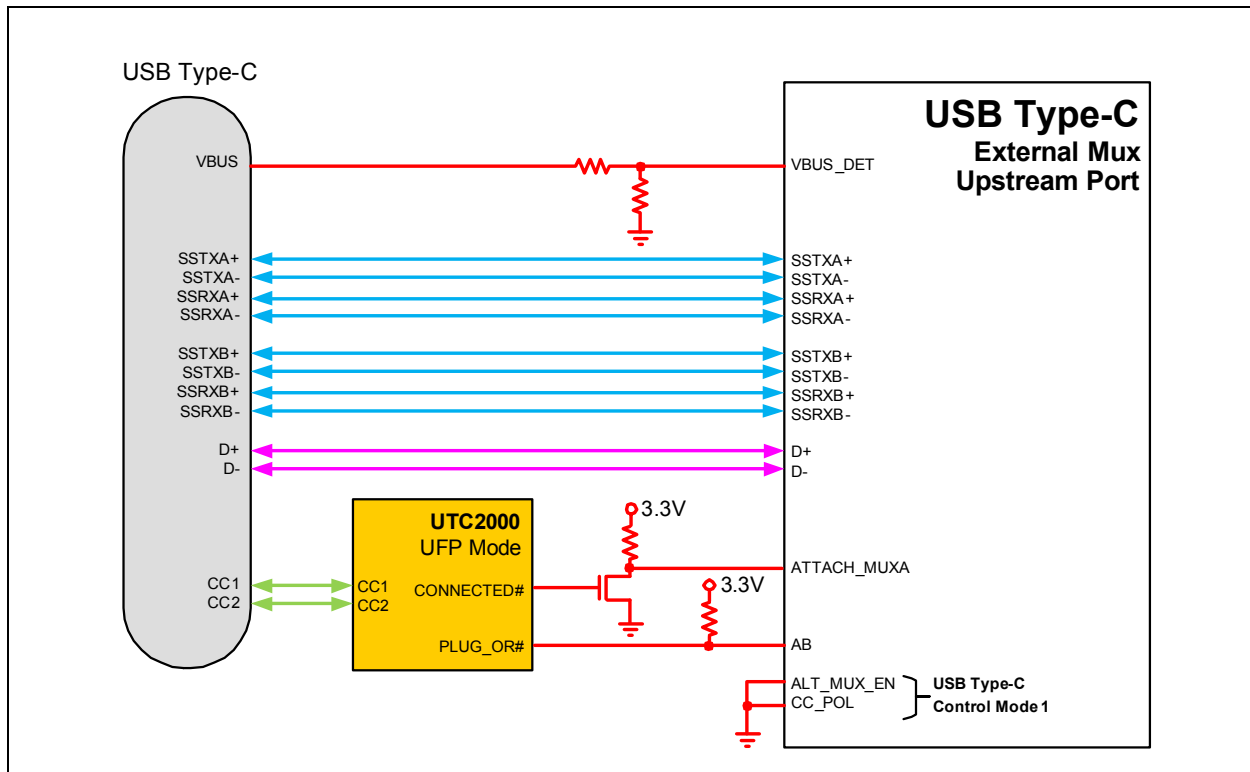 USB Type-C
USB Type-C
External Mux
Upstream Port
VBUS
VBUS_DET
SSTXA+
SSTXA-
SSRXA+
SSRXA-
SSTXA+
SSTXA-
SSRXA+
SSRXA-
SSTXB+
SSTXB-
SSRXB+
SSRXB-
SSTXB+
SSTXB-
SSRXB+
SSRXB-
D+
D-
D+
D-
UTC2000
UFP Mode
3.3V
CC1
CC2
CC1
CC2
CONNECTED#
ATTACH_MUXA
3.3V
PLUG_OR#
AB
ALT_MUX_EN
CC_POL
USB Type-C
Control Mode 1